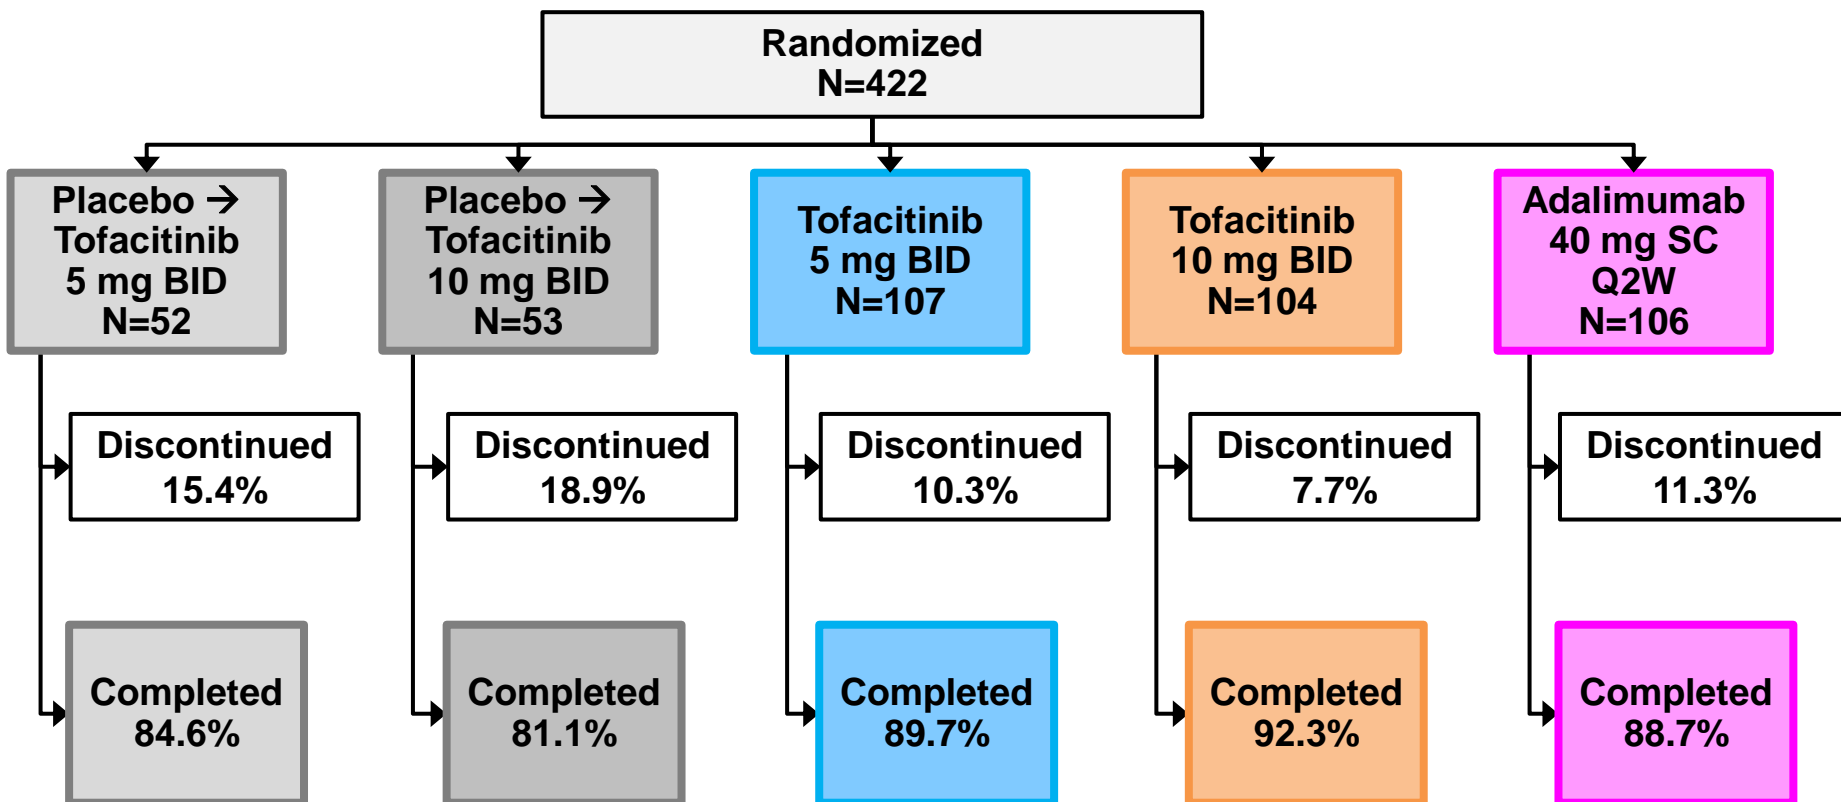 Randomized
N=422
Placebo →
Tofacitinib
5 mg BID
N=52
Placebo →
Tofacitinib
10 mg BID
N=53
Tofacitinib
5 mg BID
N=107
Tofacitinib
10 mg BID
N=104
Adalimumab
40 mg SC
Q2W
N=106
Discontinued
15.4%
Discontinued
18.9%
Discontinued
10.3%
Discontinued
7.7%
Discontinued
11.3%
Completed
84.6%
Completed
81.1%
Completed
89.7%
Completed
92.3%
Completed
88.7%